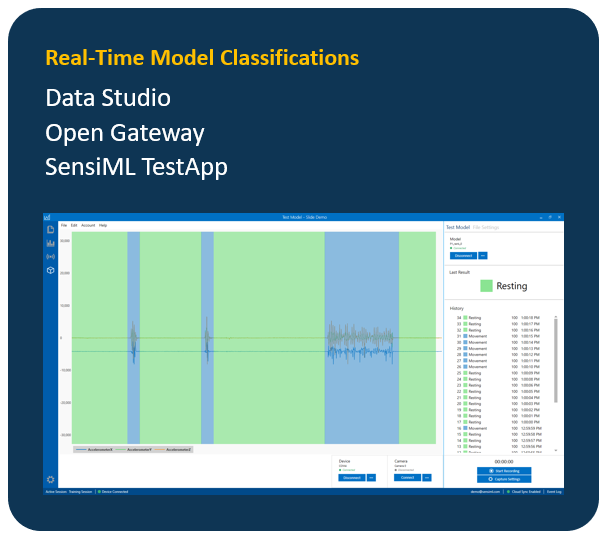 Real-Time Model Classifications
Data Studio
Open Gateway
SensiML TestApp
Test Model - Slide Demo
File Edit Account Help
Test Model File Settings
Model
Connected
Disconnect
Last Result
Resting
History
34 Resting 100 1:00:18 PM
33 Resting 100 1:00:17 PM
32 Resting 100 1:00:16 PM
31 Movement 100 1:00:15 PM
30 Movement 100 1:00:14 PM
29 Movement 100 1:00:13 PM
28 Movement 100 1:00:12 PM
27 Movement 100 1:00:11 PM
26 Movement 100 1:00:10 PM
25 Resting 100 1:00:09 PM
24 Resting 100 1:00:08 PM
23 Resting 100 1:00:06 PM
22 Resting 100 1:00:05 PM
21 Resting 100 1:00:04 PM
20 Resting 100 1:00:03 PM
19 Resting 100 1:00:02 PM
18 Resting 100 1:00:01 PM
17 Resting 100 1:00:00 PM
16 Movement 100 12:59:59 PM
15 Resting 100 12:59:58 PM
14 Resting 100 12:59:57 PM
13 Resting 100 12:59:56 PM
30,000
20,000
10,000
0
-10,000
-20,000
-30,000
AccelerometerX AccelerometerY AccelerometerZ
Device
Connected
Disconnect
Camera
Camera 2
Connect
00:00:00
Start Recording
Capture Settings
Active Session: Training Session
Device Connected
demo@sensiml.com
Cloud Sync Enabled
Event Log